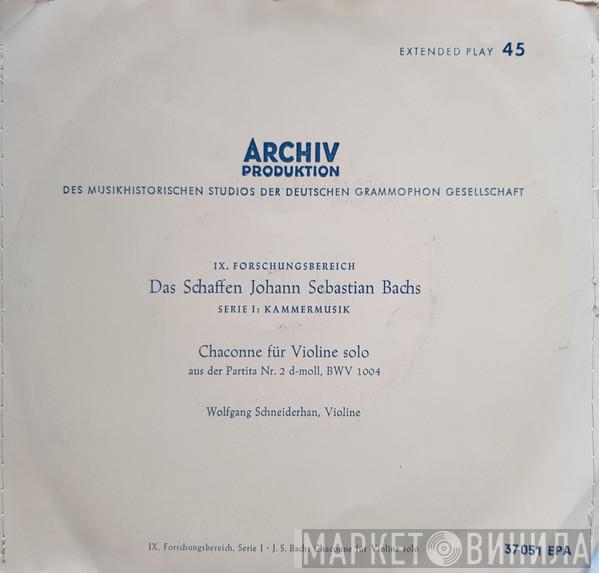 EXTENDED PLAY 45
ARCHIV
PRODUKTION
DES MUSIKHISTORISCHEN STUDIOS DER DEUTSCHEN GRAMMOPHON GESELLSCHAFT
IX. FORSCHUNGSBEREICH
Das Schaffen Johann Sebastian Bachs
SERIE I: KAMMERMUSIK
Chaconne für Violine solo
aus der Partita Nr. 2 d-moll, BWV 1004
Wolfgang Schneiderhan, Violine
IX. Forschungsbereich, Serie I · J. S. Bach, Chaconne für Violine solo
37051 EPA
МАРКЕТ ВИНИЛА